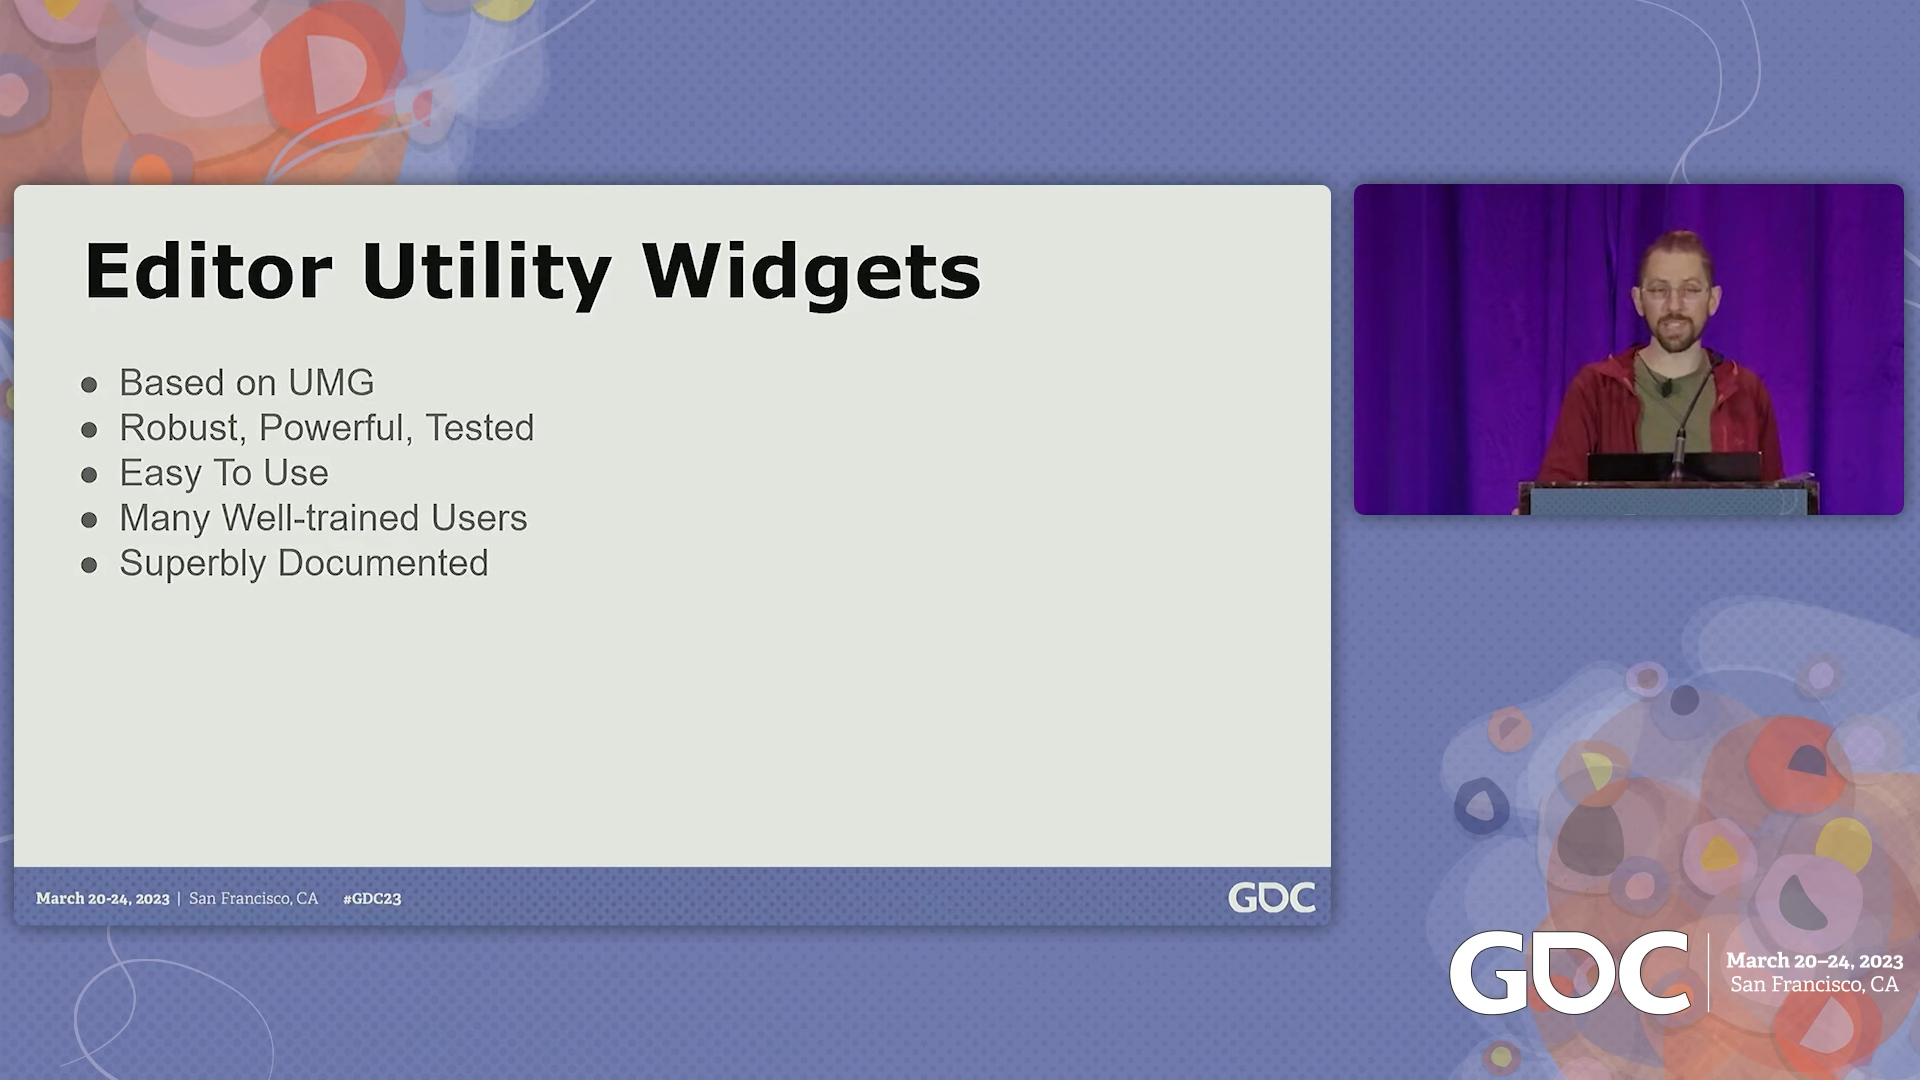 Editor Utility Widgets
● Based on UMG
● Robust, Powerful, Tested
● Easy To Use
● Many Well-trained Users
● Superbly Documented
March 20-24, 2023 | San Francisco, CA #GDC23
GDC
GDC
March 20–24, 2023
San Francisco, CA